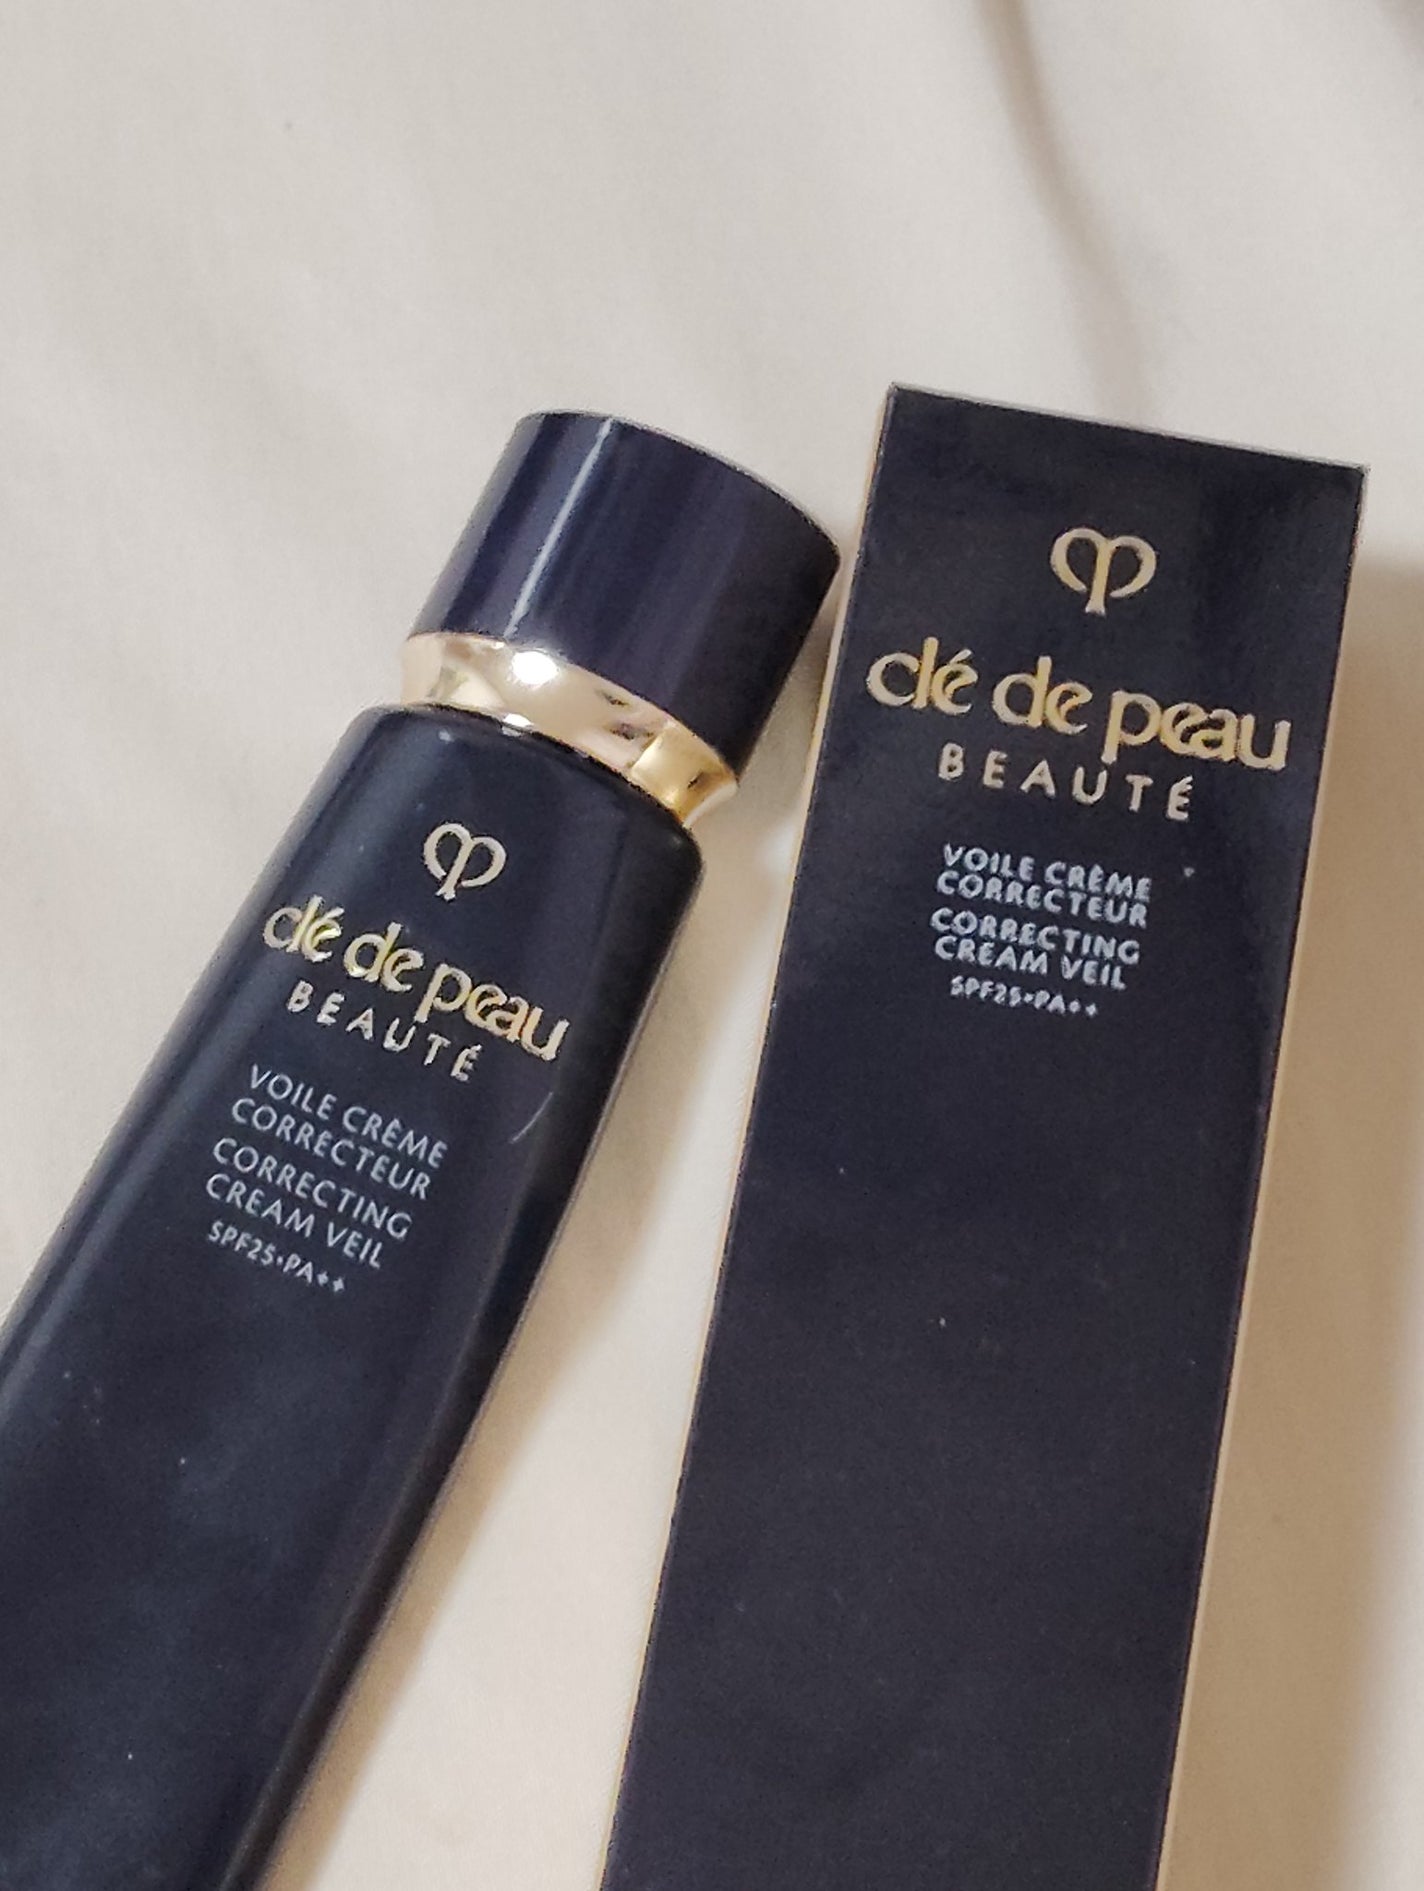 clé de peau
BEAUTÉ
VOILE CRÈME
CORRECTEUR
CORRECTING
CREAM VEIL
SPF25•PA++
clé de peau
BEAUTÉ
VOILE CRÈME
CORRECTEUR
CORRECTING
CREAM VEIL
SPF25•PA++